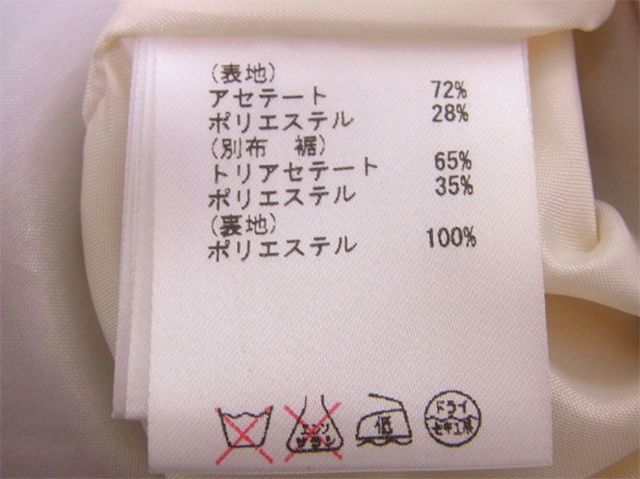 (表地)
アセテート 72%
ポリエステル 28%
(別布 裾)
トリアセテート 65%
ポリエステル 35%
(裏地)
ポリエステル 100%
エンソ
サラシ
低
ドライ
セキユ系